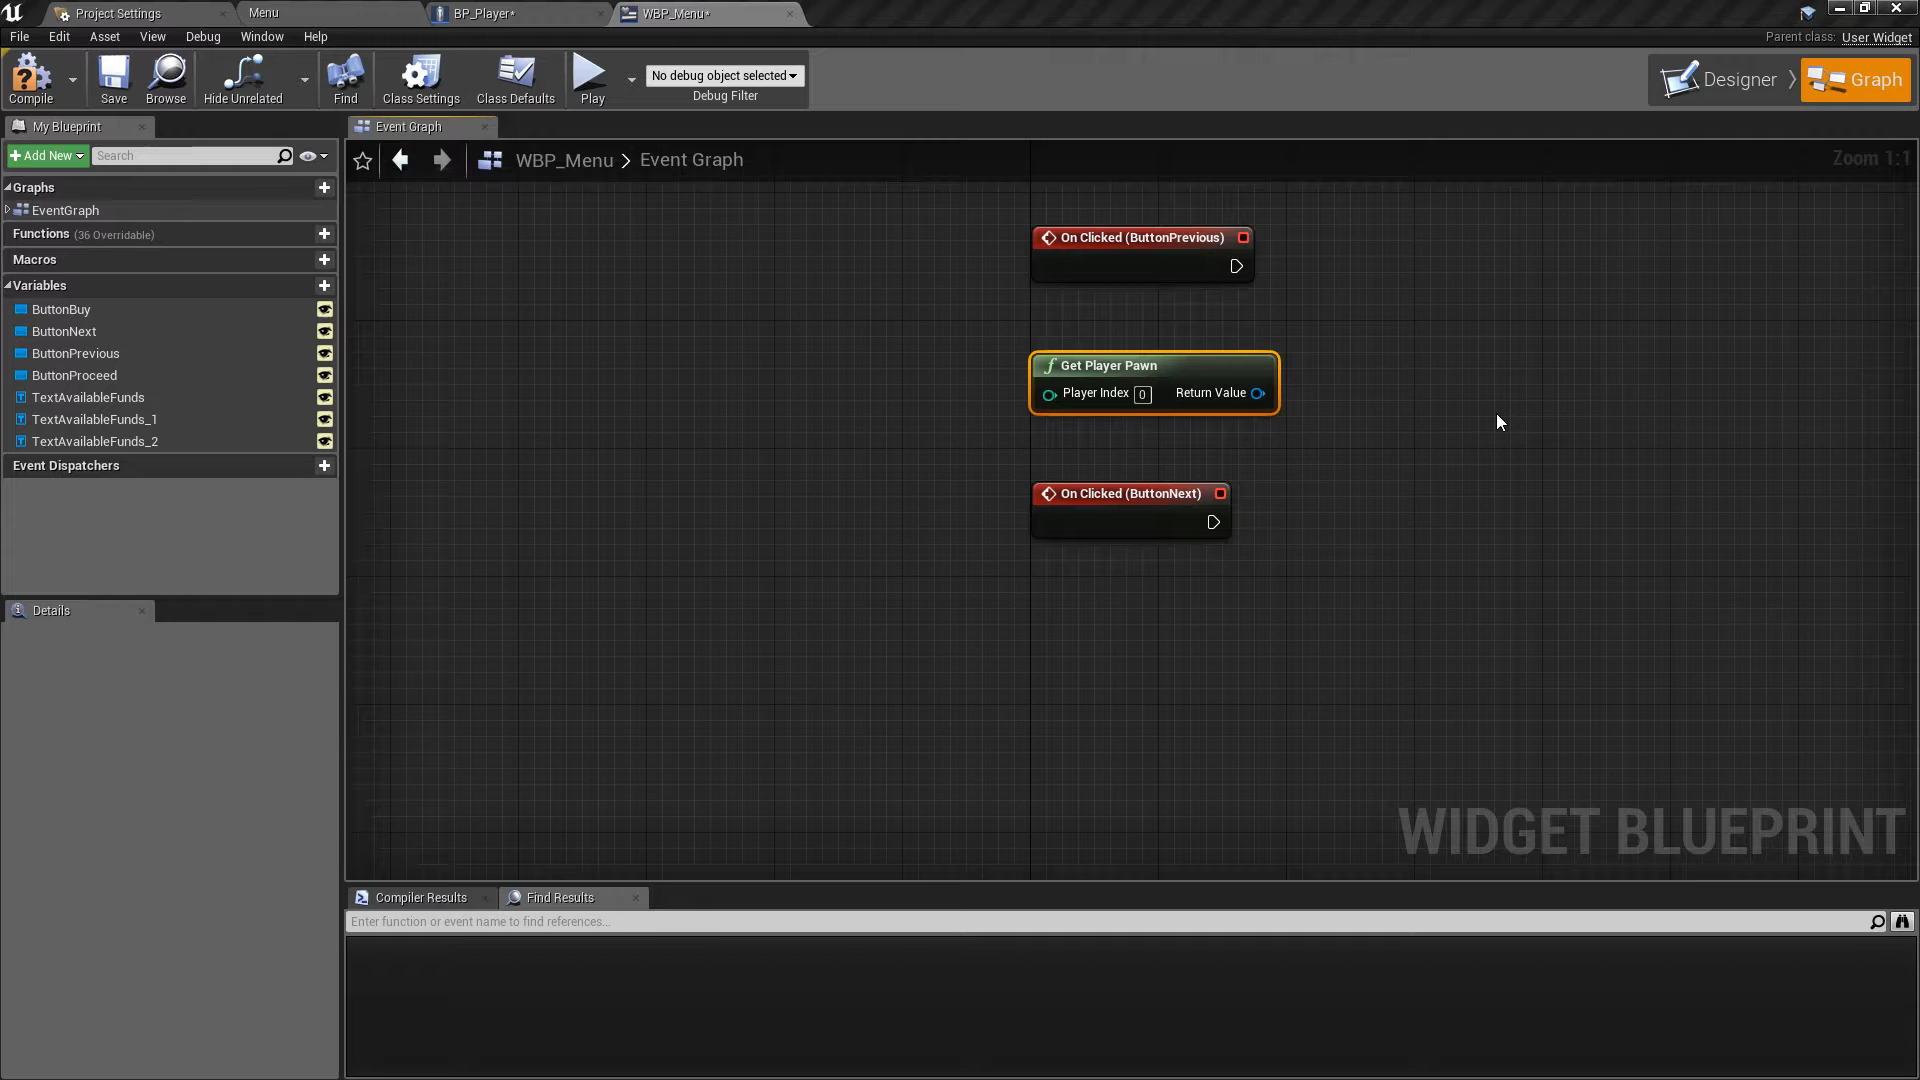 Project Settings
Menu
BP_Player*
WBP_Menu*
File Edit Asset View Debug Window Help
Parent class: User Widget
Compile
Save
Browse
Hide Unrelated
Find
Class Settings
Class Defaults
Play
No debug object selected
Debug Filter
Designer
Graph
My Blueprint
Event Graph
Add New
Search
WBP_Menu > Event Graph
Zoom 1:1
Graphs
EventGraph
Functions (36 Overridable)
Macros
Variables
ButtonBuy
ButtonNext
ButtonPrevious
ButtonProceed
TextAvailableFunds
TextAvailableFunds_1
TextAvailableFunds_2
Event Dispatchers
Details
On Clicked (ButtonPrevious)
Get Player Pawn
Player Index 0 Return Value
On Clicked (ButtonNext)
WIDGET BLUEPRINT
Compiler Results
Find Results
Enter function or event name to find references...